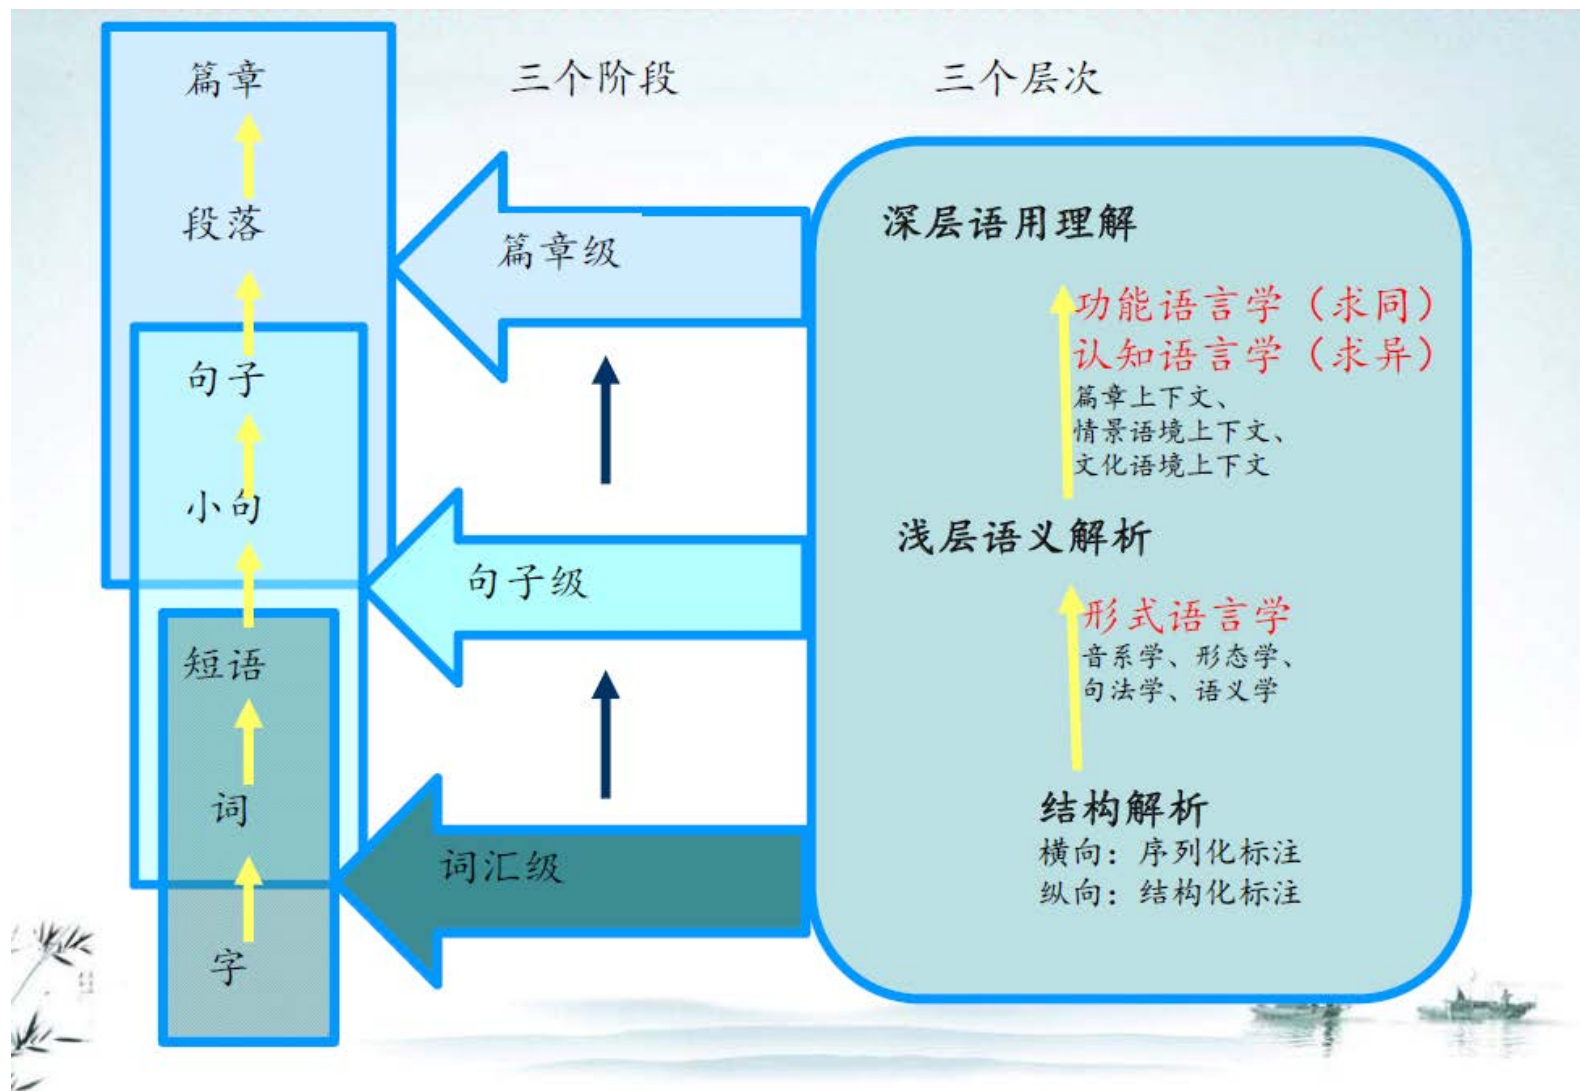 三个阶段
三个层次
篇章
段落
句子
小句
短语
词
字
篇章级
句子级
词汇级
深层语用理解
功能语言学（求同）
认知语言学（求异）
篇章上下文、
情景语境上下文、
文化语境上下文
浅层语义解析
形式语言学
音系学、形态学、
句法学、语义学
结构解析
横向：序列化标注
纵向：结构化标注